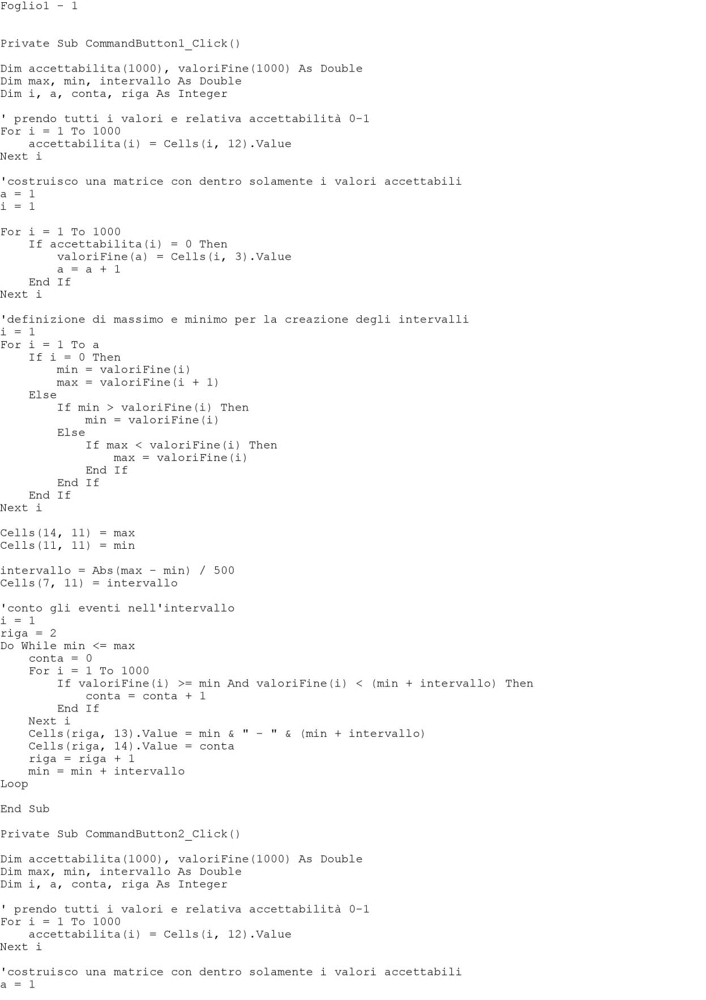 Foglio1 - 1
Private Sub CommandButton1_Click()
Dim accettabilita(1000), valoriFine(1000) As Double
Dim max, min, intervallo As Double
Dim i, a, conta, riga As Integer
' prendo tutti i valori e relativa accettabilità 0-1
For i = 1 To 1000
    accettabilita(i) = Cells(i, 12).Value
Next i
'costruisco una matrice con dentro solamente i valori accettabili
a = 1
i = 1
For i = 1 To 1000
    If accettabilita(i) = 0 Then
        valoriFine(a) = Cells(i, 3).Value
        a = a + 1
    End If
Next i
'definizione di massimo e minimo per la creazione degli intervalli
i = 1
For i = 1 To a
    If i = 0 Then
        min = valoriFine(i)
        max = valoriFine(i + 1)
    Else
        If min > valoriFine(i) Then
            min = valoriFine(i)
        Else
            If max < valoriFine(i) Then
                max = valoriFine(i)
            End If
        End If
    End If
Next i
Cells(14, 11) = max
Cells(11, 11) = min
intervallo = Abs(max - min) / 500
Cells(7, 11) = intervallo
'conto gli eventi nell'intervallo
i = 1
riga = 2
Do While min <= max
    conta = 0
    For i = 1 To 1000
        If valoriFine(i) >= min And valoriFine(i) < (min + intervallo) Then
            conta = conta + 1
        End If
    Next i
    Cells(riga, 13).Value = min & " - " & (min + intervallo)
    Cells(riga, 14).Value = conta
    riga = riga + 1
    min = min + intervallo
Loop
End Sub
Private Sub CommandButton2_Click()
Dim accettabilita(1000), valoriFine(1000) As Double
Dim max, min, intervallo As Double
Dim i, a, conta, riga As Integer
' prendo tutti i valori e relativa accettabilità 0-1
For i = 1 To 1000
    accettabilita(i) = Cells(i, 12).Value
Next i
'costruisco una matrice con dentro solamente i valori accettabili
a = 1